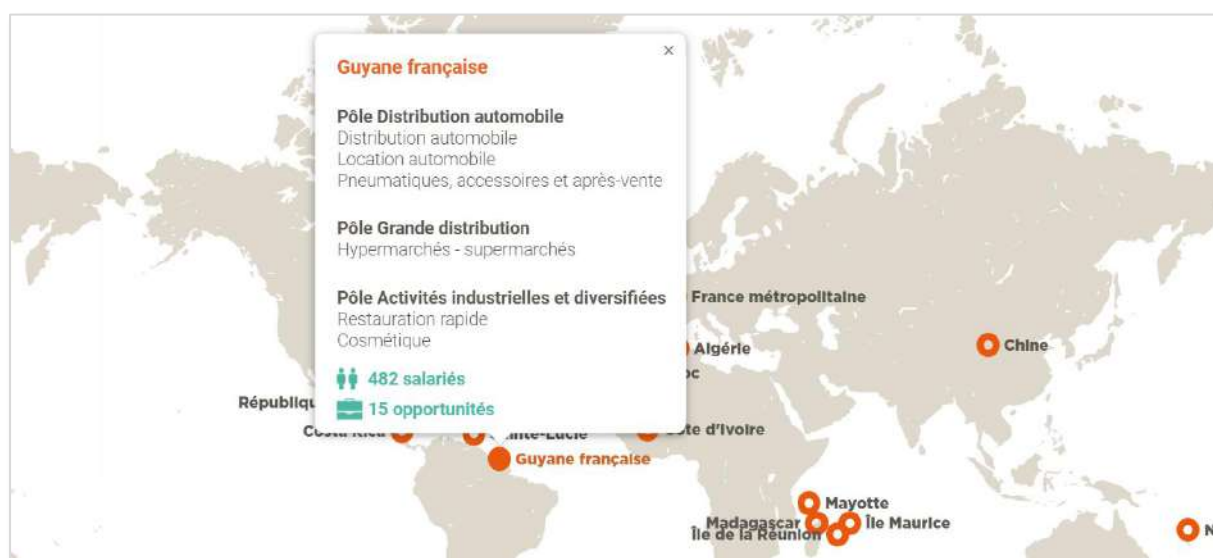 ×
Guyane française
Pôle Distribution automobile
Distribution automobile
Location automobile
Pneumatiques, accessoires et après-vente
Pôle Grande distribution
Hypermarchés - supermarchés
Pôle Activités industrielles et diversifiées
Restauration rapide
Cosmétique
482 salariés
15 opportunités
France métropolitaine
Algérie
Chine
Guyane française
Mayotte
Madagascar
Île Maurice
Île de la Réunion